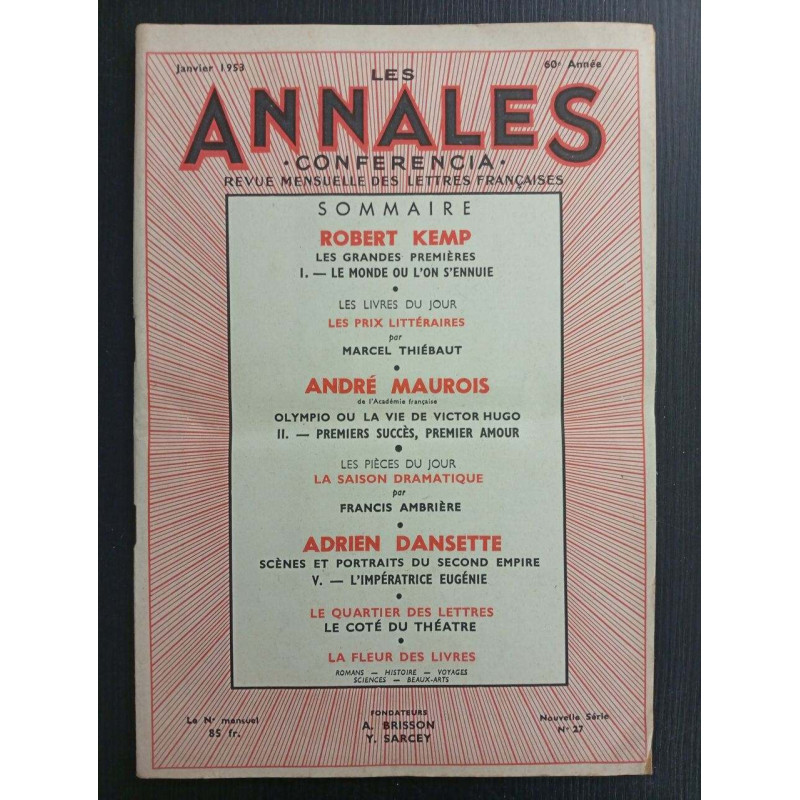 Janvier 1953
60e Année
LES
ANNALES
·CONFERENCIA·
REVUE MENSUELLE DES LETTRES FRANÇAISES
SOMMAIRE
ROBERT KEMP
LES GRANDES PREMIÈRES
I. — LE MONDE OU L'ON S'ENNUIE
•
LES LIVRES DU JOUR
LES PRIX LITTÉRAIRES
par
MARCEL THIÉBAUT
•
ANDRÉ MAUROIS
de l'Académie française
OLYMPIO OU LA VIE DE VICTOR HUGO
II. — PREMIERS SUCCÈS, PREMIER AMOUR
•
LES PIÈCES DU JOUR
LA SAISON DRAMATIQUE
par
FRANCIS AMBRIÈRE
•
ADRIEN DANSETTE
SCÈNES ET PORTRAITS DU SECOND EMPIRE
V. — L'IMPÉRATRICE EUGÉNIE
•
LE QUARTIER DES LETTRES
LE COTÉ DU THÉATRE
•
LA FLEUR DES LIVRES
ROMANS — HISTOIRE — VOYAGES
SCIENCES — BEAUX-ARTS
Le No mensuel
85 fr.
FONDATEURS
A. BRISSON
Y. SARCEY
Nouvelle Série
No 27